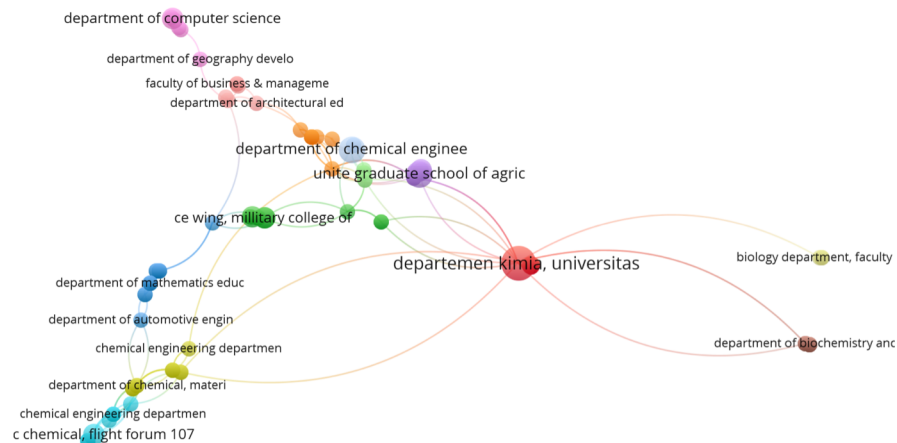 department of computer science
department of geography develo
faculty of business & manageme
department of architectural ed
department of chemical enginee
unite graduate school of agric
ce wing, millitary college of
departemen kimia, universitas
biology department, faculty
department of mathematics educ
department of automotive engin
department of biochemistry anc
chemical engineering departmen
department of chemical, materi
chemical engineering departmen
c chemical, flight forum 107